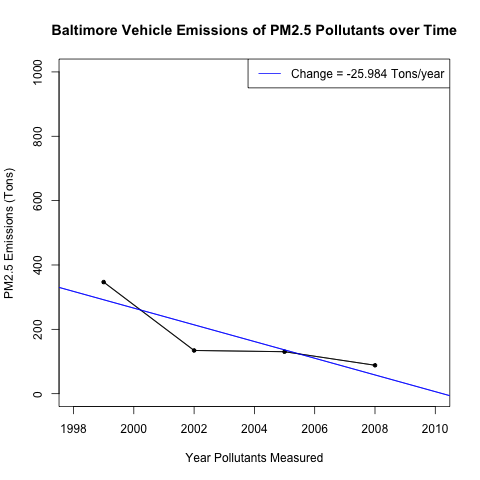 Baltimore Vehicle Emissions of PM2.5 Pollutants over Time
Change = -25.984 Tons/year
PM2.5 Emissions (Tons)
1000
800
600
400
200
0
1998 2000 2002 2004 2006 2008 2010
Year Pollutants Measured